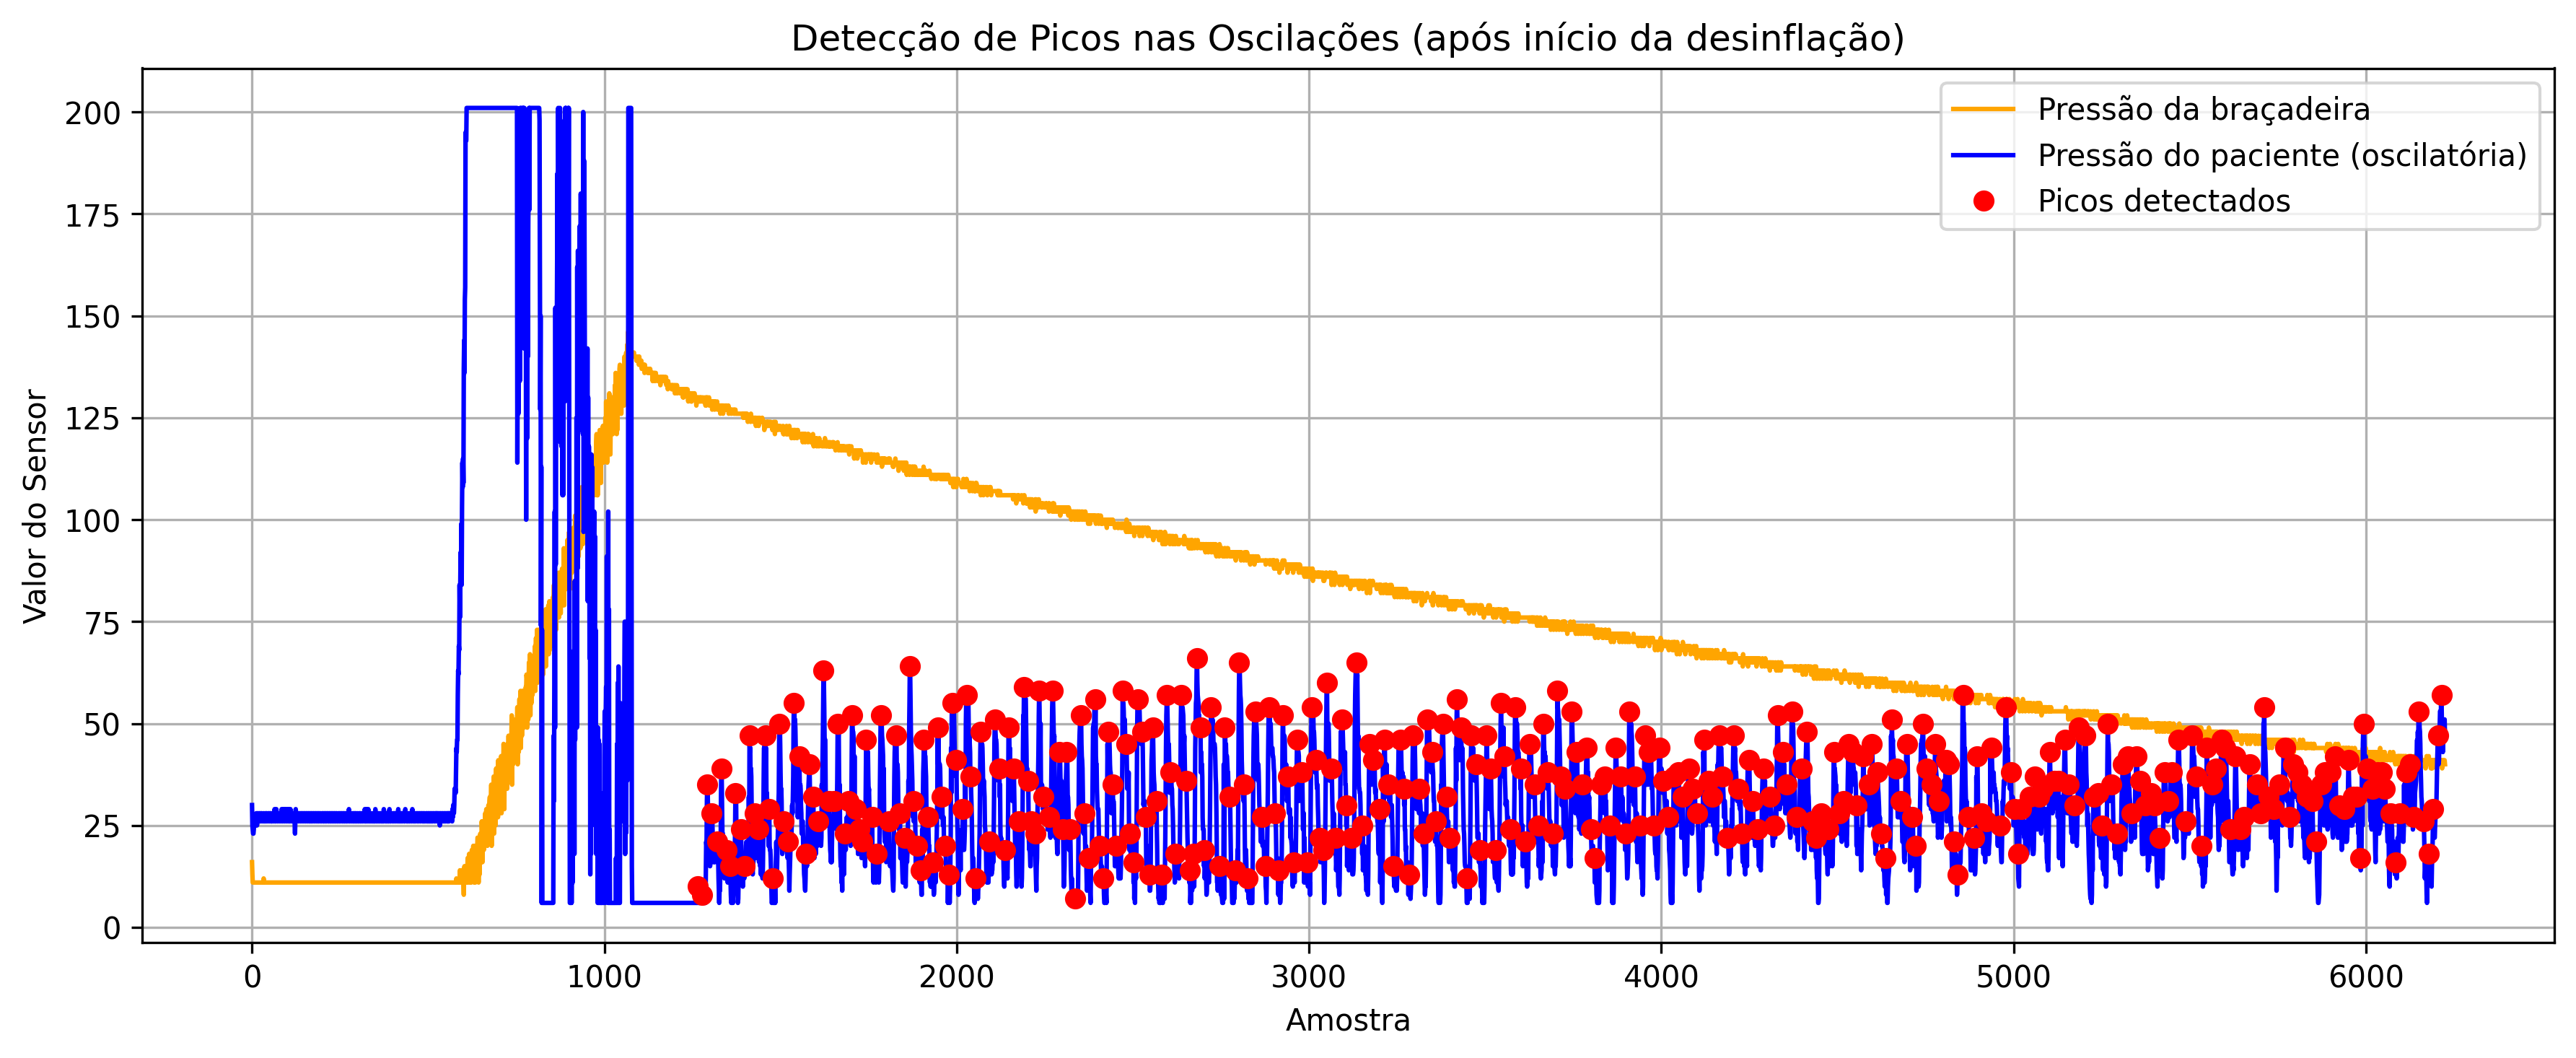 Detecção de Picos nas Oscilações (após início da desinflação)
Pressão da braçadeira
Pressão do paciente (oscilatória)
Picos detectados
Valor do Sensor
200
175
150
125
100
75
50
25
0
0 1000 2000 3000 4000 5000 6000
Amostra